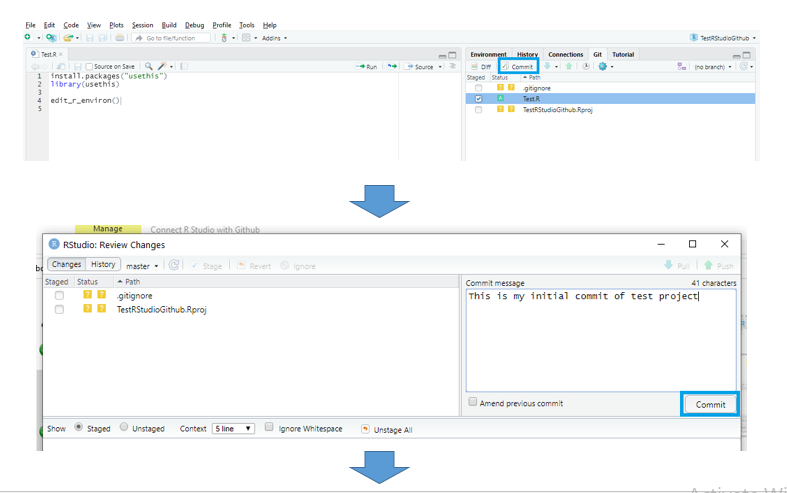 File Edit Code View Plots Session Build Debug Profile Tools Help
Go to file/function Addins TestRStudioGithub
Test.R
Source on Save Run Source
1 install.packages("usethis")
2 library(usethis)
3
4 edit_r_environ()
5
Environment History Connections Git Tutorial
Diff Commit (no branch)
Staged Status Path
? ? .gitignore
A Test.R
? ? TestRStudioGithub.Rproj
Manage Connect R Studio with Github
RStudio: Review Changes
Changes History master Stage Revert Ignore Pull Push
Staged Status Path
? ? .gitignore
? ? TestRStudioGithub.Rproj
Commit message 41 characters
This is my initial commit of test project
Amend previous commit Commit
Show Staged Unstaged Context 5 line Ignore Whitespace Unstage All